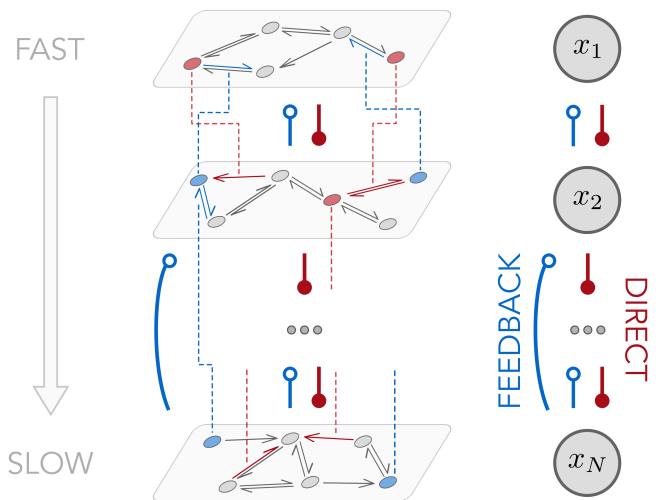 FAST
x1
x2
FEEDBACK
DIRECT
SLOW
xN